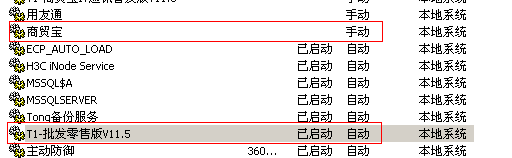 用友通 手动 本地系统
商贸宝 手动 本地系统
ECP_AUTO_LOAD 已启动 自动 本地系统
H3C iNode Service 已启动 自动 本地系统
MSSQL$A 已启动 自动 本地系统
MSSQLSERVER 已启动 自动 本地系统
Tong备份服务 已启动 自动 本地系统
T1-批发零售版V11.5 已启动 自动 本地系统
主动防御 360... 已启动 自动 本地系统